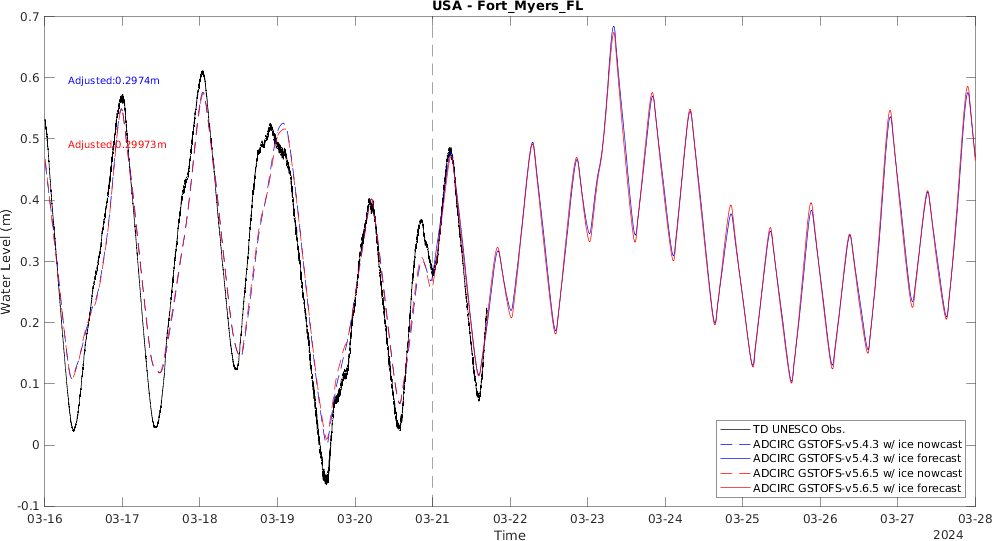 USA - Fort_Myers_FL
0.7
0.6
0.5
0.4
0.3
0.2
0.1
0
-0.1
Water Level (m)
Adjusted:0.2974m
Adjusted:0.29973m
TD UNESCO Obs.
ADCIRC GSTOFS-v5.4.3 w/ ice nowcast
ADCIRC GSTOFS-v5.4.3 w/ ice forecast
ADCIRC GSTOFS-v5.6.5 w/ ice nowcast
ADCIRC GSTOFS-v5.6.5 w/ ice forecast
03-16 03-17 03-18 03-19 03-20 03-21 03-22 03-23 03-24 03-25 03-26 03-27 03-28
Time
2024